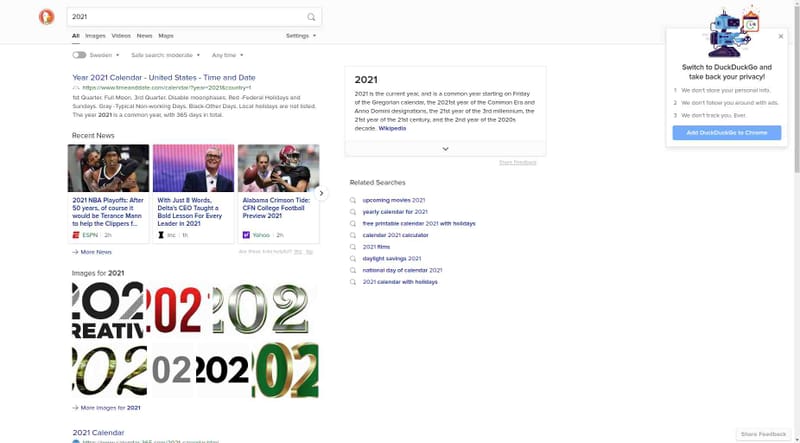 2021
All Images Videos News Maps Settings
Sweden Safe search: moderate Any time
Year 2021 Calendar - United States - Time and Date
https://www.timeanddate.com/calendar/?year=2021&country=1
1st Quarter. Full Moon. 3rd Quarter. Disable moonphases. Red -Federal Holidays and
Sundays. Gray -Typical Non-working Days. Black-Other Days. Local holidays are not listed.
The year 2021 is a common year, with 365 days in total.
Recent News
2021 NBA Playoffs: After
50 years, of course it
would be Terance Mann
to help the Clippers f...
ESPN 2h
With Just 8 Words,
Delta's CEO Taught a
Bold Lesson For Every
Leader in 2021
Inc 1h
Alabama Crimson Tide:
CFN College Football
Preview 2021
Yahoo 2h
More News
Are these links helpful? Yes No
Images for 2021
202
REATIV
202
202
202
02
202
02
More Images for 2021
2021 Calendar
2021
2021 is the current year, and is a common year starting on Friday
of the Gregorian calendar, the 2021st year of the Common Era and
Anno Domini designations, the 21st year of the 3rd millennium, the
21st year of the 21st century, and the 2nd year of the 2020s
decade. Wikipedia
Share Feedback
Related Searches
upcoming movies 2021
yearly calendar for 2021
free printable calendar 2021 with holidays
calendar 2021 calculator
2021 films
daylight savings 2021
national day of calendar 2021
2021 calendar with holidays
Switch to DuckDuckGo and
take back your privacy!
1 We don't store your personal info.
2 We don't follow you around with ads.
3 We don't track you. Ever.
Add DuckDuckGo to Chrome
Share Feedback